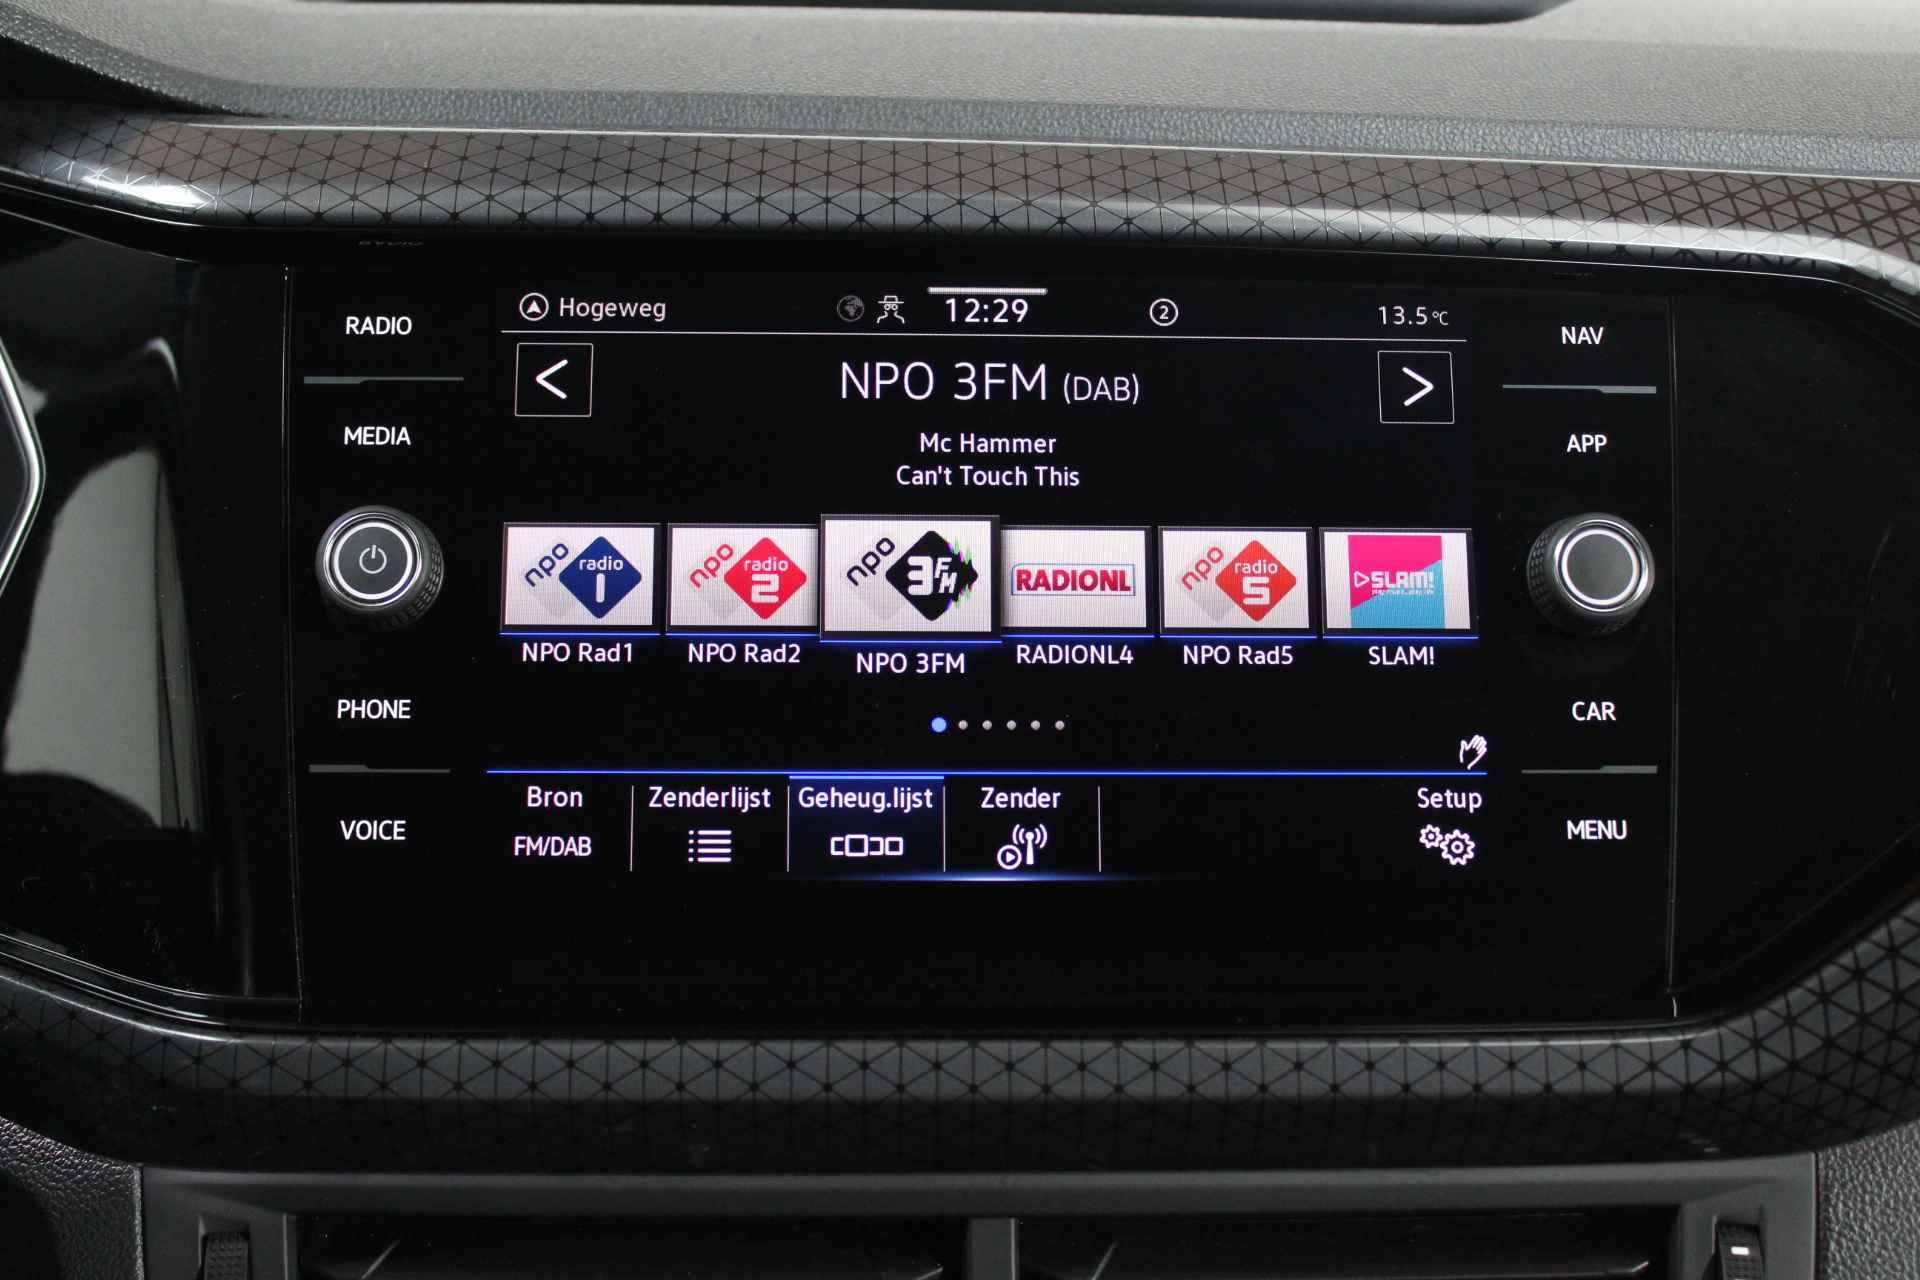 RADIO
MEDIA
PHONE
VOICE
Hogeweg
12:29
2
13.5°C
<
NPO 3FM (DAB)
>
Mc Hammer
Can't Touch This
npo radio 1
npo radio 2
npo 3FM
RADIONL
npo radio 5
SLAM!
NPO Rad1
NPO Rad2
NPO 3FM
RADIONL4
NPO Rad5
SLAM!
Bron
FM/DAB
Zenderlijst
Geheug.lijst
Zender
Setup
NAV
APP
CAR
MENU